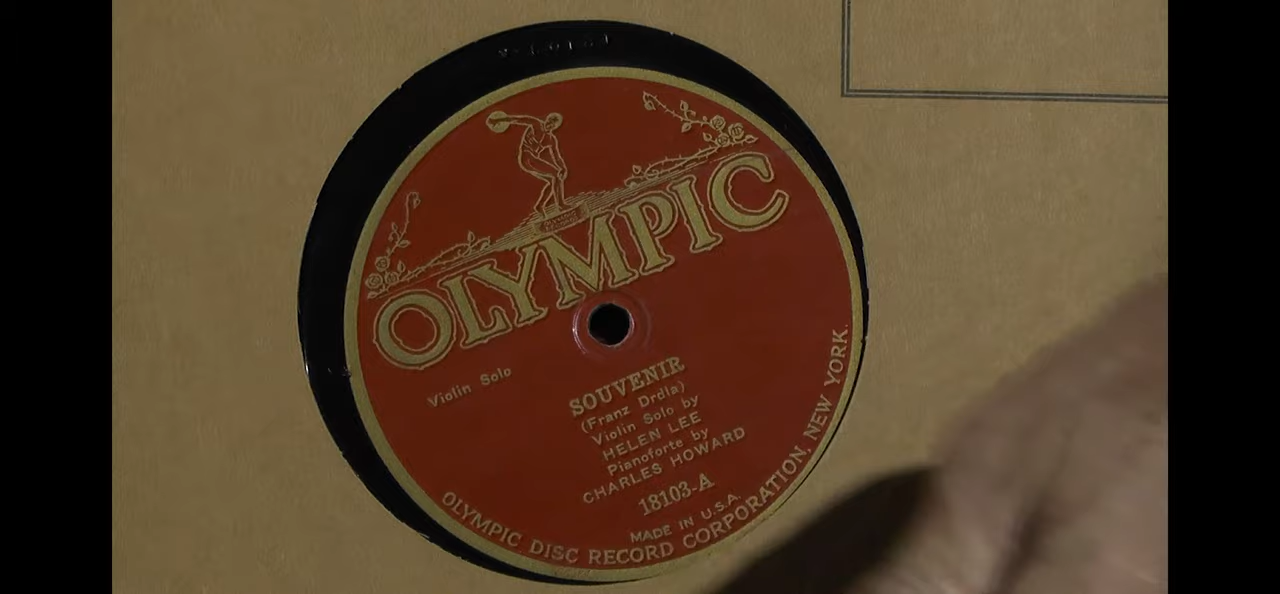 OLYMPIC
Violin Solo
SOUVENIR
(Franz Drdla)
Violin Solo by
HELEN LEE
Pianoforte by
CHARLES HOWARD
18103-A
MADE IN U.S.A.
OLYMPIC DISC RECORD CORPORATION, NEW YORK.